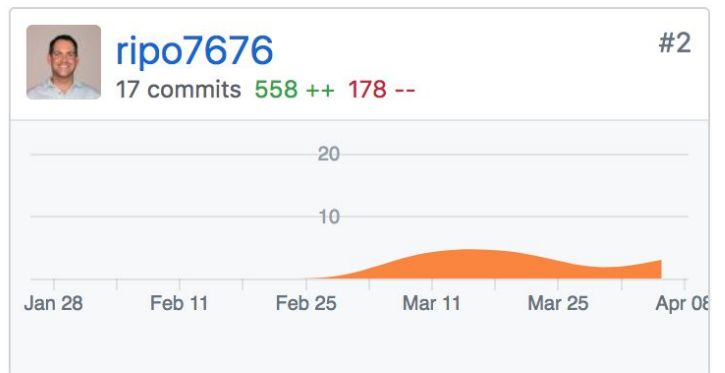 ripo7676 #2
17 commits 558 ++ 178 --
20
10
Jan 28 Feb 11 Feb 25 Mar 11 Mar 25 Apr 08